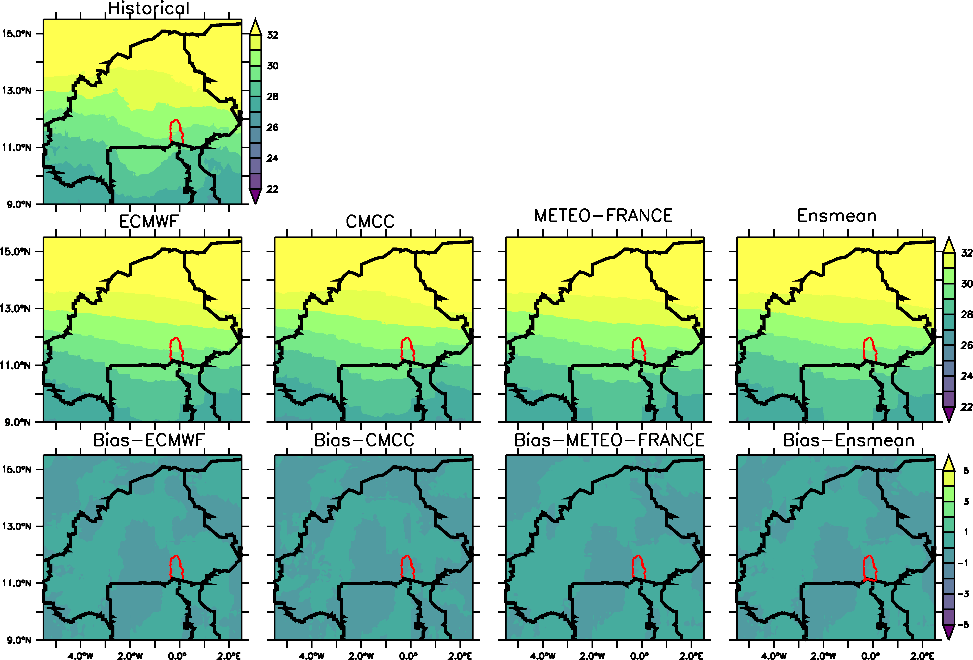 Historical
15.0°N
13.0°N
11.0°N
9.0°N
32
30
28
26
24
22
ECMWF
CMCC
METEO-FRANCE
Ensmean
15.0°N
13.0°N
11.0°N
9.0°N
32
30
28
26
24
22
Bias-ECMWF
Bias-CMCC
Bias-METEO-FRANCE
Bias-Ensmean
15.0°N
13.0°N
11.0°N
9.0°N
5
3
1
-1
-3
-5
4.0°W 2.0°W 0.0° 2.0°E
4.0°W 2.0°W 0.0° 2.0°E
4.0°W 2.0°W 0.0° 2.0°E
4.0°W 2.0°W 0.0° 2.0°E